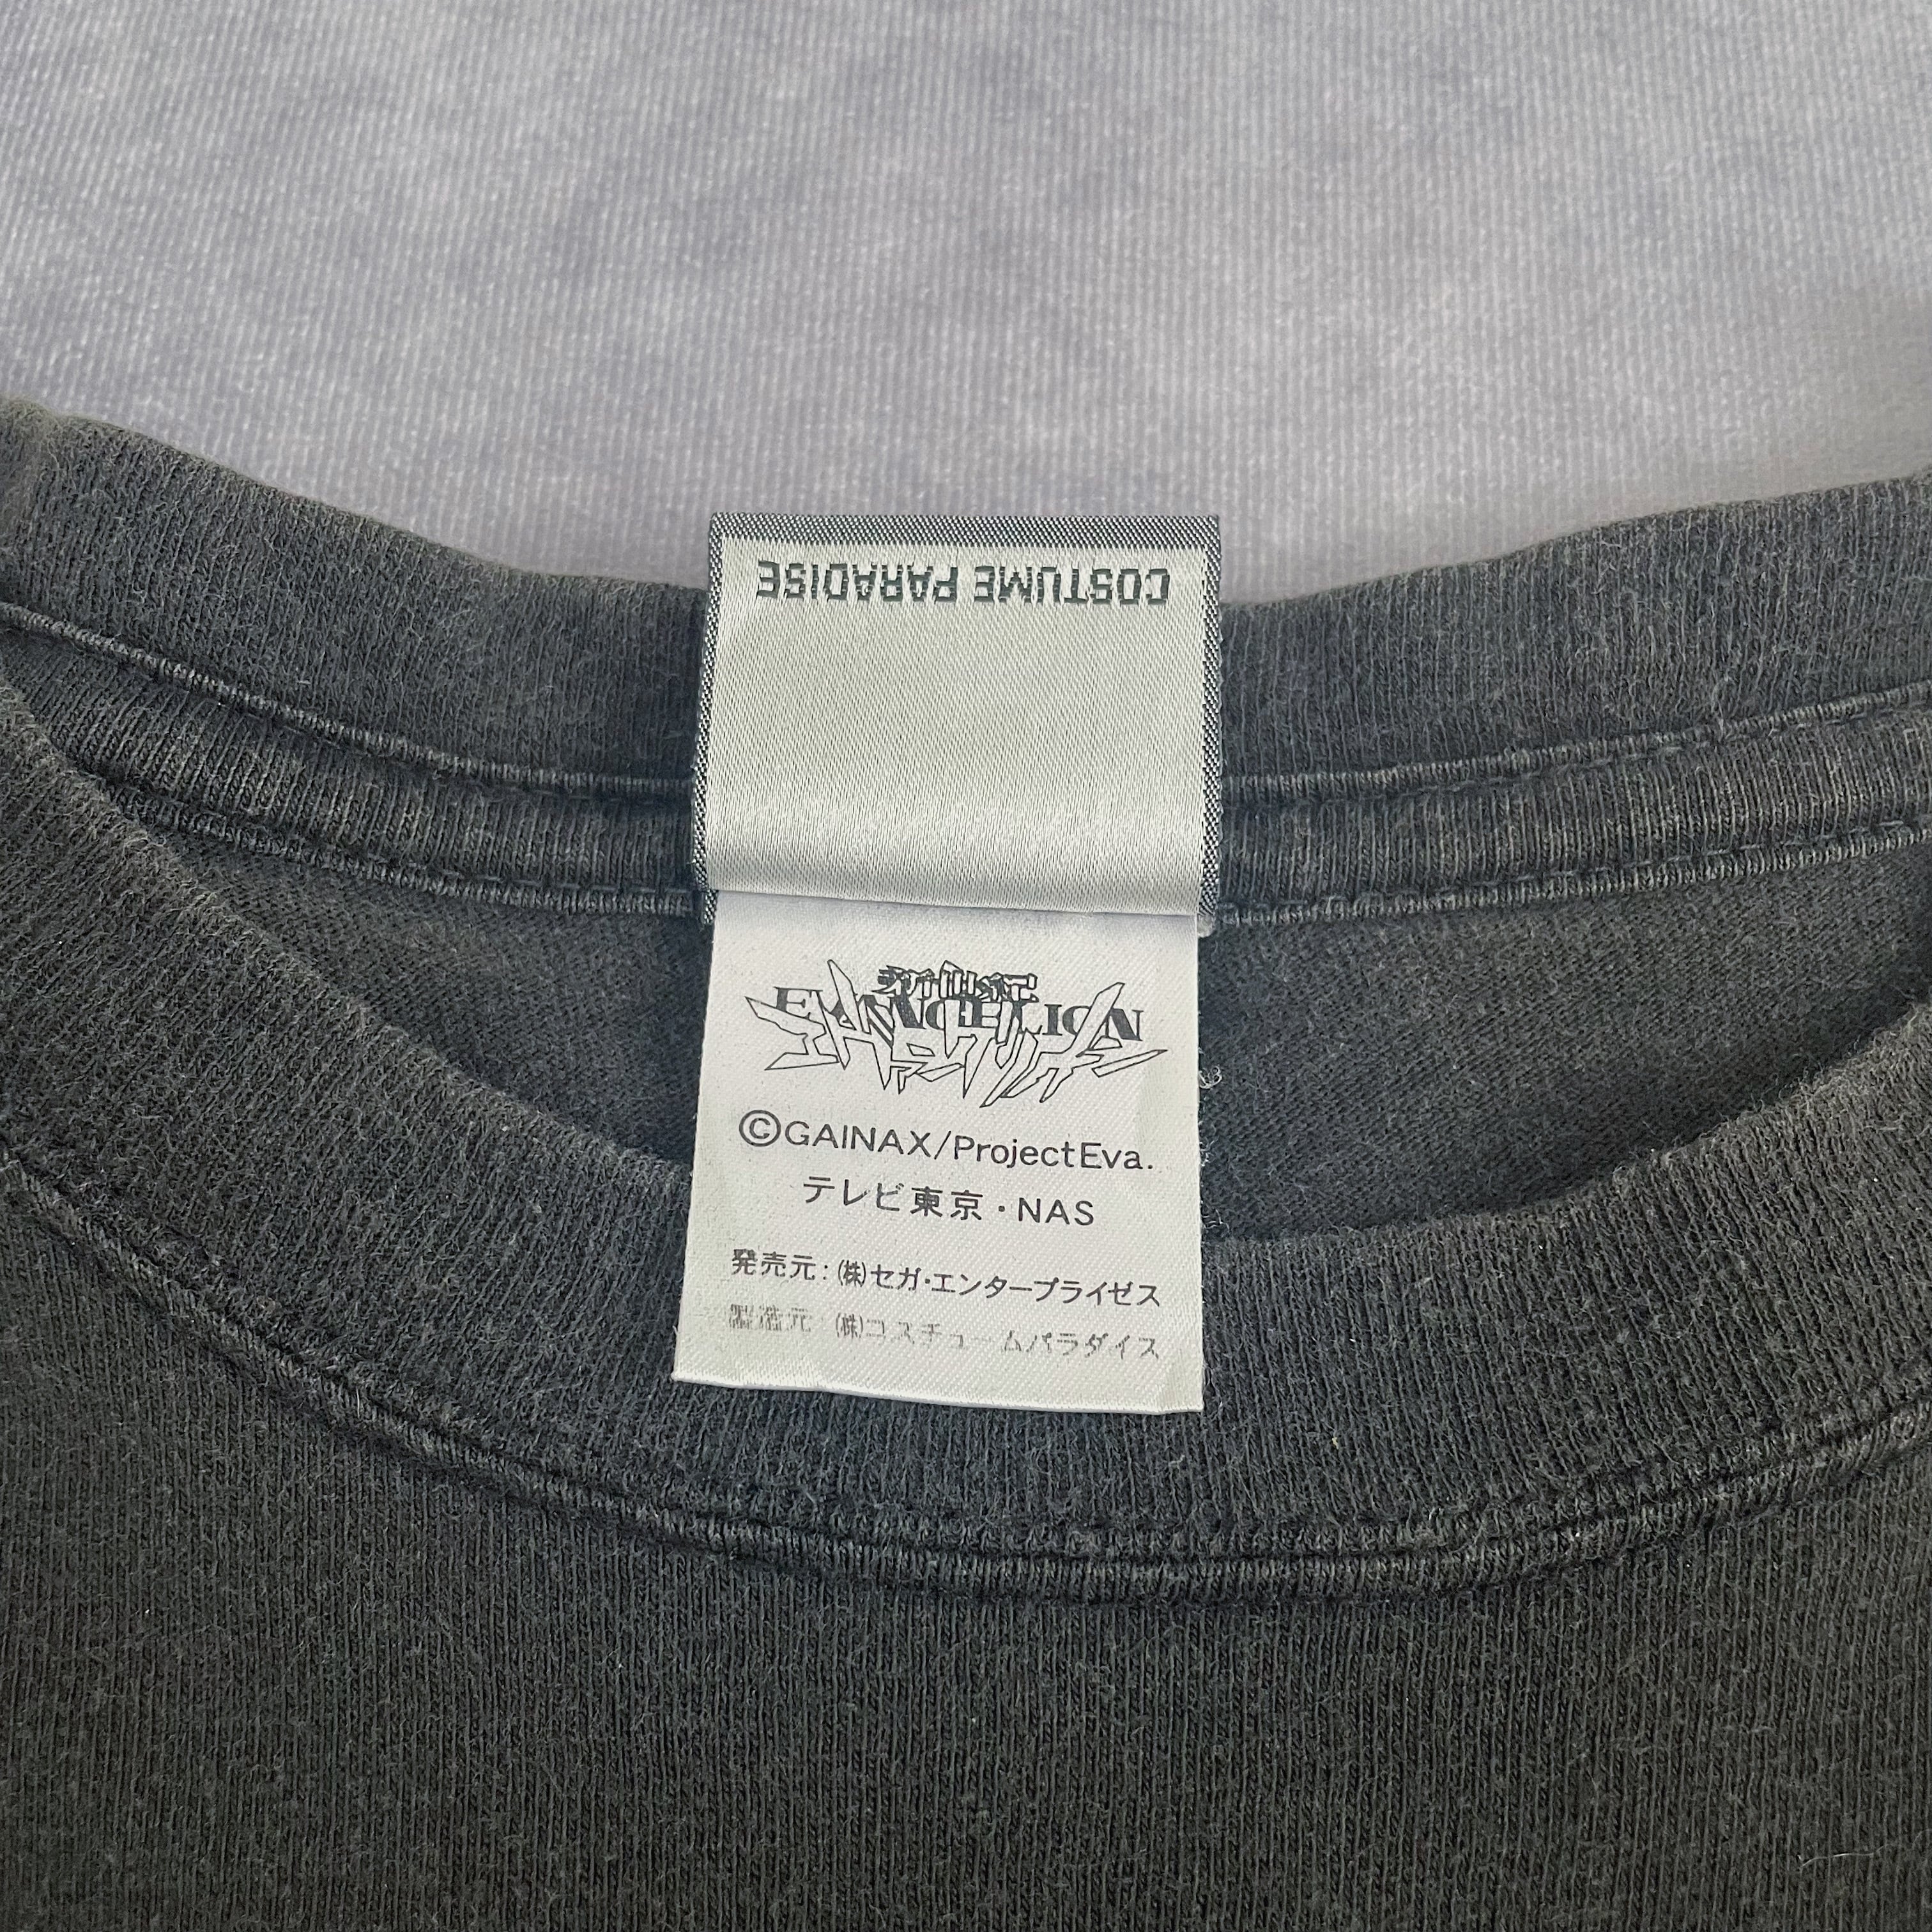 COSTUME PARADISE
新世紀
EVANGELION
エヴァンゲリオン
©GAINAX/ProjectEva.
テレビ東京・NAS
発売元:(株)セガ・エンタープライゼス
製造元 (株)コスチュームパラダイス